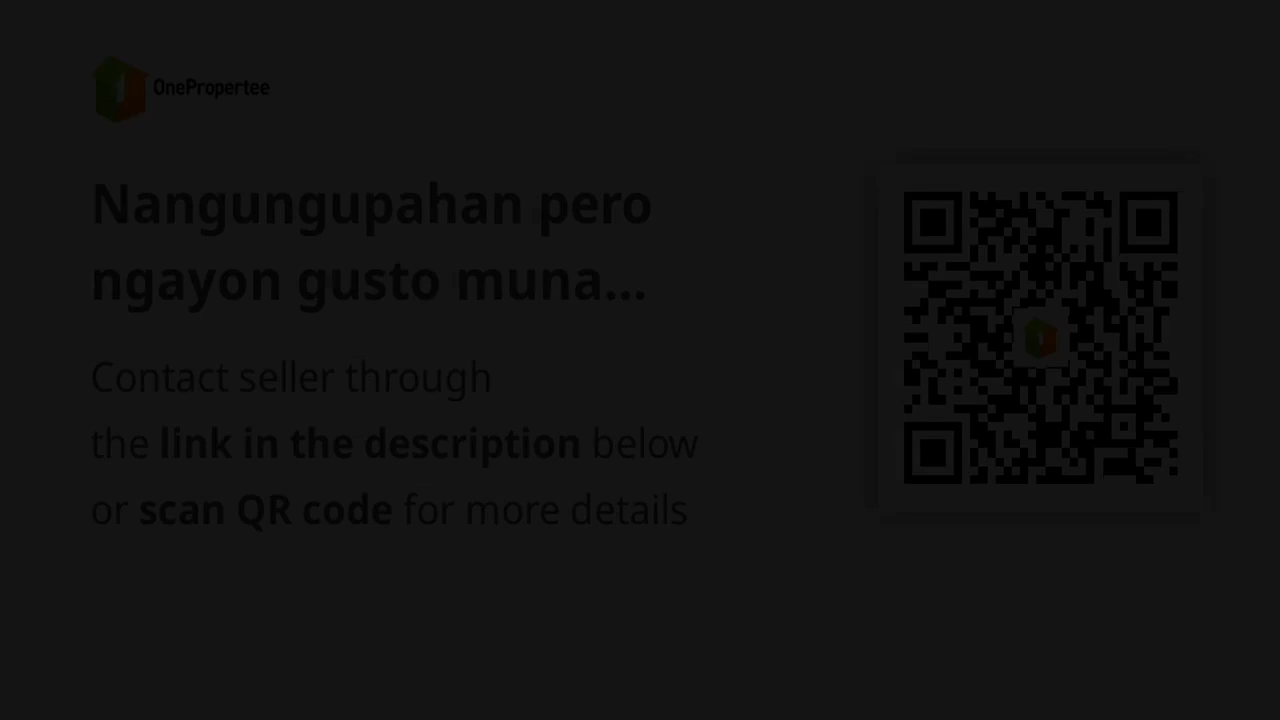 OnePropertee
Nangungupahan pero
ngayon gusto muna...
Contact seller through
the link in the description below
or scan QR code for more details